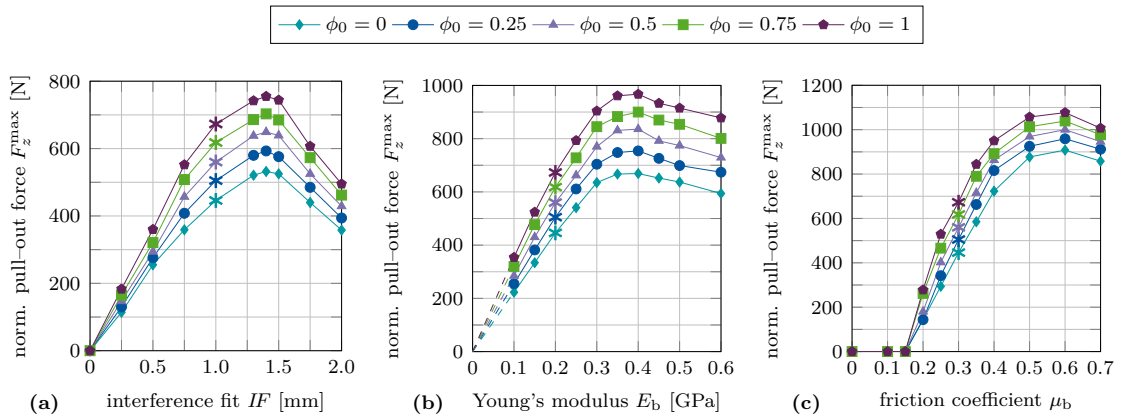 ϕ₀ = 0 ϕ₀ = 0.25 ϕ₀ = 0.5 ϕ₀ = 0.75 ϕ₀ = 1
norm. pull–out force F_z^max [N]
800
600
400
200
0
0 0.5 1.0 1.5 2.0
(a) interference fit IF [mm]
norm. pull–out force F_z^max [N]
1000
800
600
400
200
0
0 0.1 0.2 0.3 0.4 0.5 0.6
(b) Young's modulus E_b [GPa]
norm. pull–out force F_z^max [N]
1200
1000
800
600
400
200
0
0 0.1 0.2 0.3 0.4 0.5 0.6 0.7
(c) friction coefficient μ_b